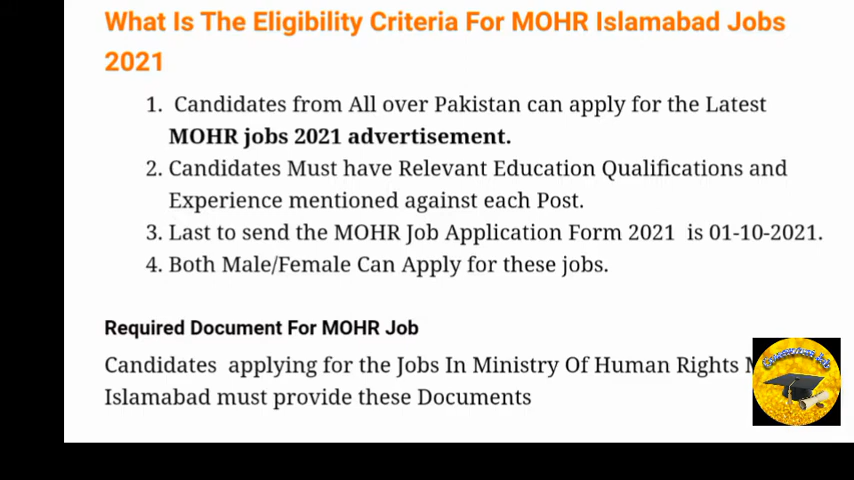 What Is The Eligibility Criteria For MOHR Islamabad Jobs
2021
1. Candidates from All over Pakistan can apply for the Latest
MOHR jobs 2021 advertisement.
2. Candidates Must have Relevant Education Qualifications and
Experience mentioned against each Post.
3. Last to send the MOHR Job Application Form 2021 is 01-10-2021.
4. Both Male/Female Can Apply for these jobs.
Required Document For MOHR Job
Candidates applying for the Jobs In Ministry Of Human Rights
Islamabad must provide these Documents